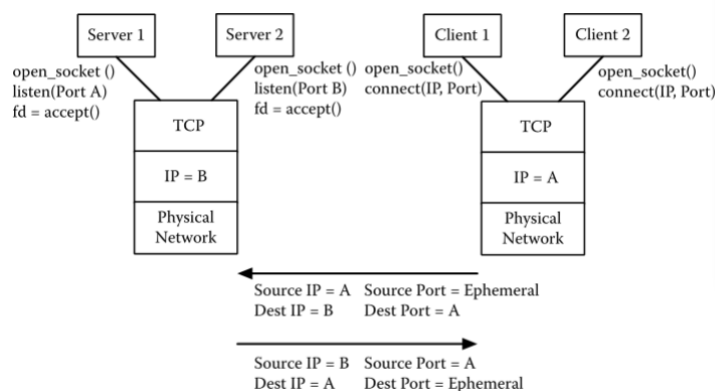 Server 1
Server 2
Client 1
Client 2
open_socket ()
listen(Port A)
fd = accept()
open_socket ()
listen(Port B)
fd = accept()
open_socket()
connect(IP, Port)
open_socket()
connect(IP, Port)
TCP
IP = B
Physical
Network
TCP
IP = A
Physical
Network
Source IP = A Source Port = Ephemeral
Dest IP = B Dest Port = A
Source IP = B Source Port = A
Dest IP = A Dest Port = Ephemeral